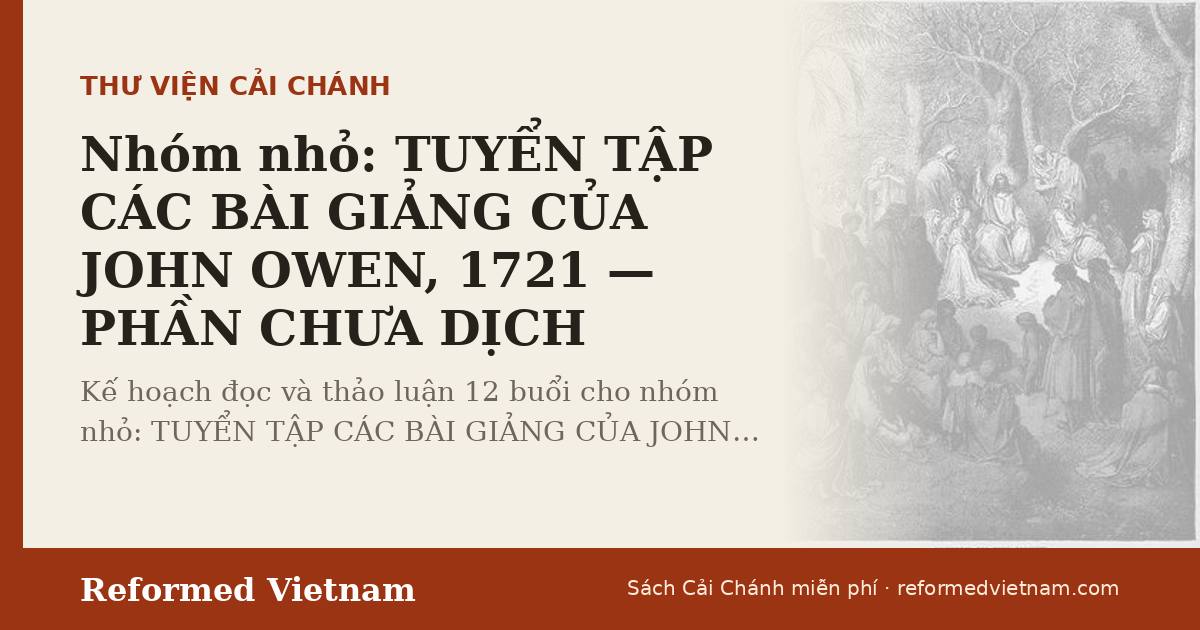 THƯ VIỆN CẢI CHÁNH
Nhóm nhỏ: TUYỂN TẬP
CÁC BÀI GIẢNG CỦA
JOHN OWEN, 1721 —
PHẦN CHƯA DỊCH
Kế hoạch đọc và thảo luận 12 buổi cho nhóm
nhỏ: TUYỂN TẬP CÁC BÀI GIẢNG CỦA JOHN...
Reformed Vietnam
Sách Cải Chánh miễn phí · reformedvietnam.com